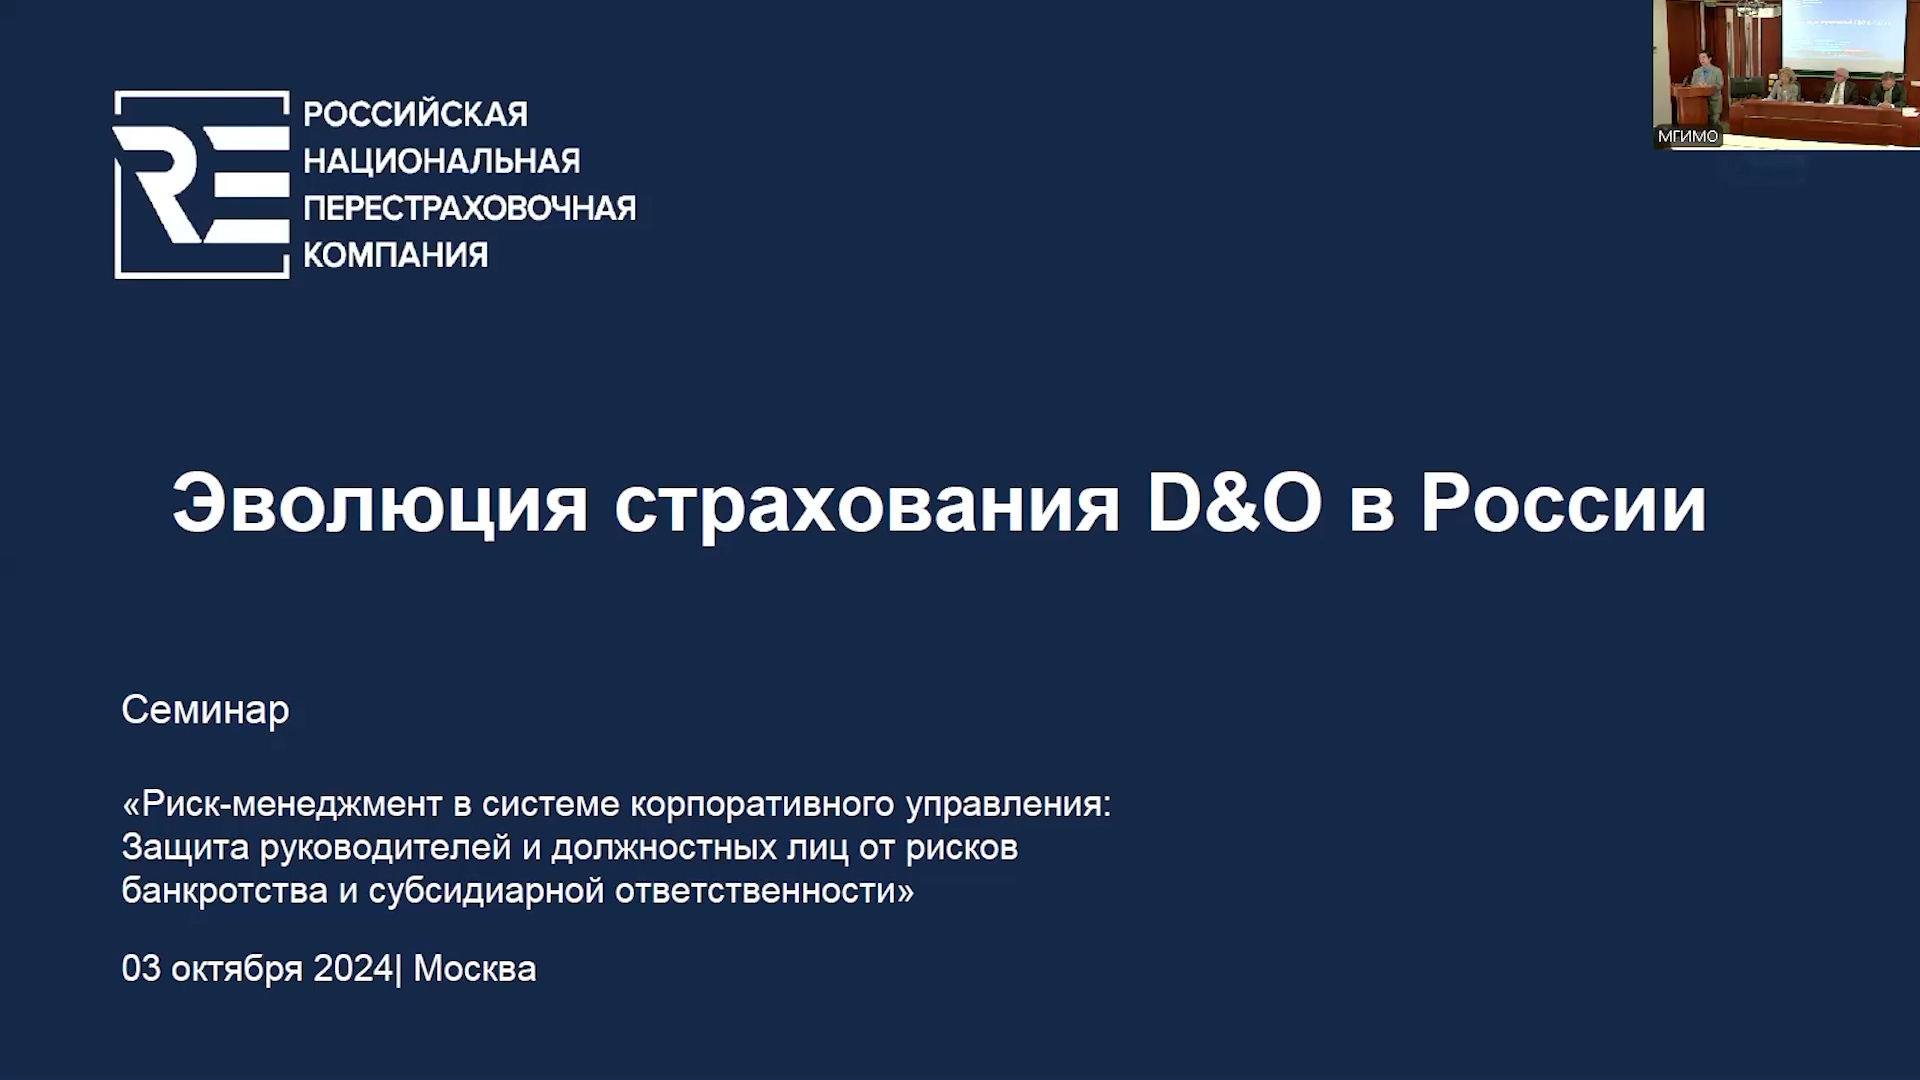 RE
РОССИЙСКАЯ
НАЦИОНАЛЬНАЯ
ПЕРЕСТРАХОВОЧНАЯ
КОМПАНИЯ
МГИМО
Эволюция страхования D&O в России
Семинар
«Риск-менеджмент в системе корпоративного управления:
Защита руководителей и должностных лиц от рисков
банкротства и субсидиарной ответственности»
03 октября 2024| Москва